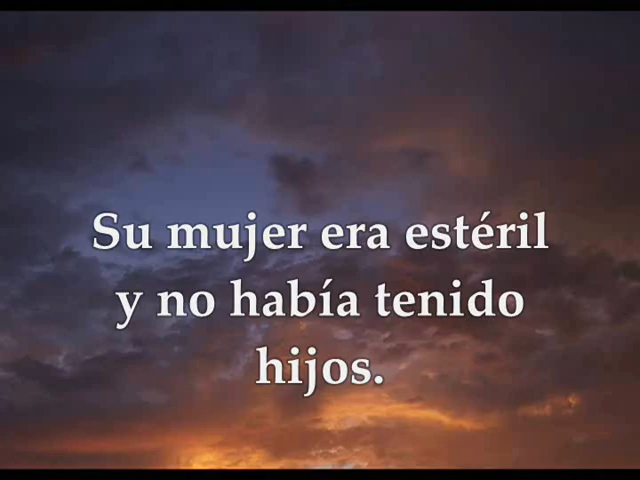 Su mujer era estéril
y no había tenido
hijos.